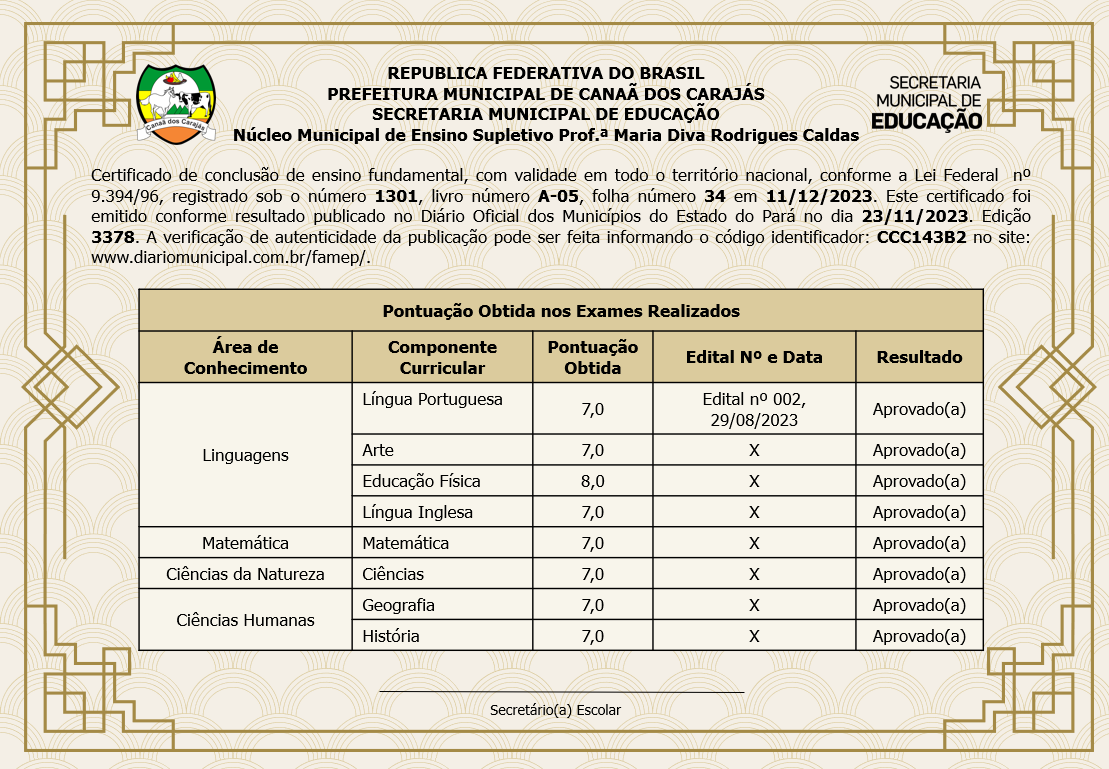 REPUBLICA FEDERATIVA DO BRASIL
PREFEITURA MUNICIPAL DE CANAÃ DOS CARAJÁS
SECRETARIA MUNICIPAL DE EDUCAÇÃO
Núcleo Municipal de Ensino Supletivo Prof.ª Maria Diva Rodrigues Caldas
Canaã dos Carajás
SECRETARIA
MUNICIPAL DE
EDUCAÇÃO
Certificado de conclusão de ensino fundamental, com validade em todo o território nacional, conforme a Lei Federal nº
9.394/96, registrado sob o número 1301, livro número A-05, folha número 34 em 11/12/2023. Este certificado foi
emitido conforme resultado publicado no Diário Oficial dos Municípios do Estado do Pará no dia 23/11/2023. Edição
3378. A verificação de autenticidade da publicação pode ser feita informando o código identificador: CCC143B2 no site:
www.diariomunicipal.com.br/famep/.
Pontuação Obtida nos Exames Realizados
Área de Conhecimento Componente Curricular Pontuação Obtida Edital Nº e Data Resultado
Linguagens Língua Portuguesa 7,0 Edital nº 002, 29/08/2023 Aprovado(a)
Arte 7,0 X Aprovado(a)
Educação Física 8,0 X Aprovado(a)
Língua Inglesa 7,0 X Aprovado(a)
Matemática Matemática 7,0 X Aprovado(a)
Ciências da Natureza Ciências 7,0 X Aprovado(a)
Ciências Humanas Geografia 7,0 X Aprovado(a)
História 7,0 X Aprovado(a)
Secretário(a) Escolar